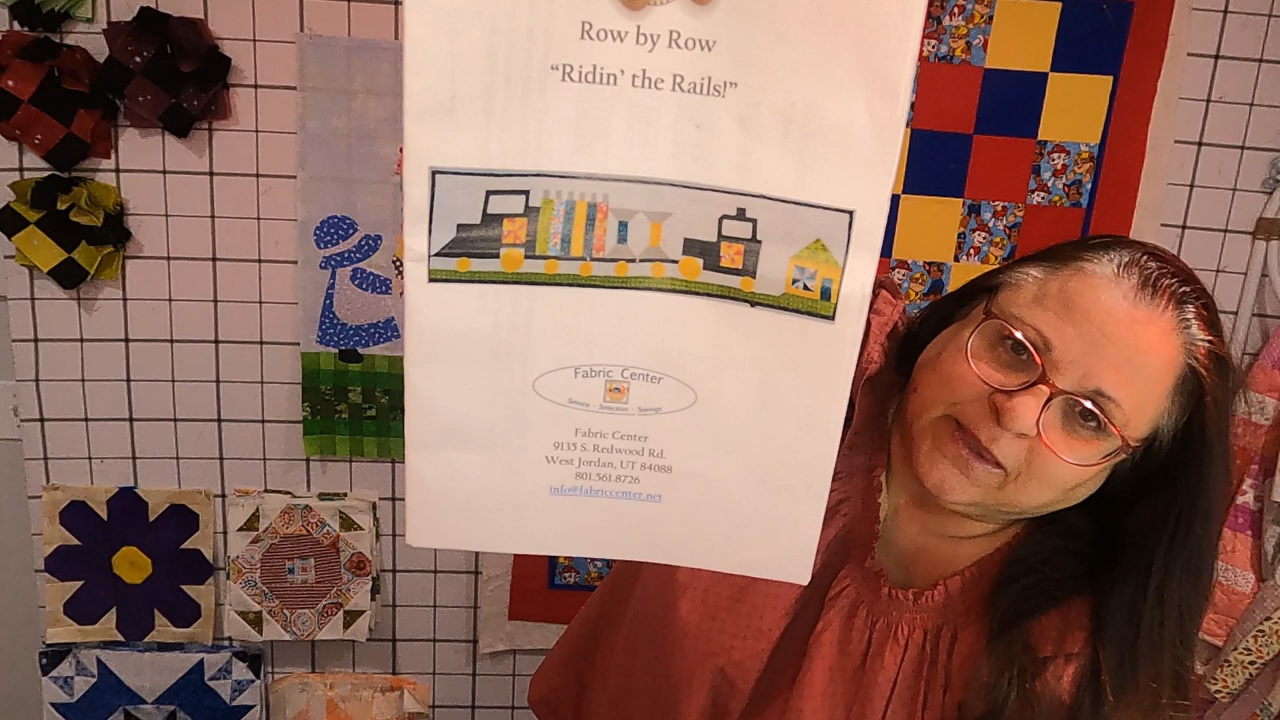 Row by Row
“Ridin’ the Rails!”
Fabric Center
Service - Selection - Savings
Fabric Center
9135 S. Redwood Rd.
West Jordan, UT 84088
801.561.8726
info@fabriccenter.net